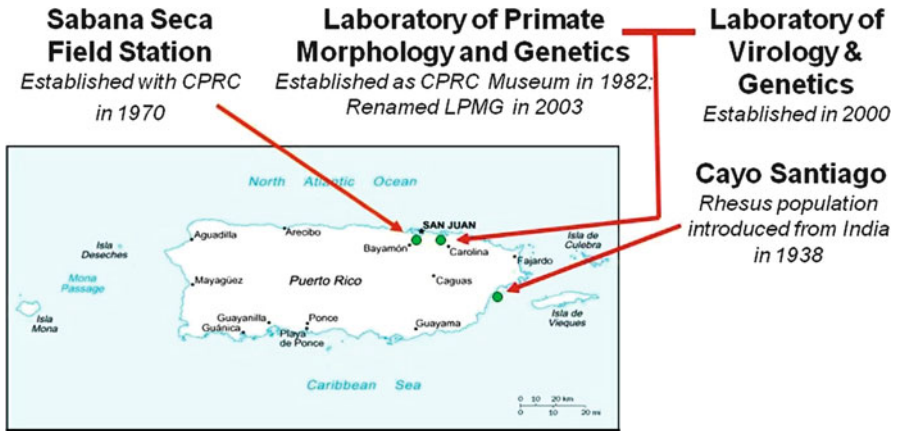 Sabana Seca
Field Station
Established with CPRC
in 1970
Laboratory of Primate
Morphology and Genetics
Established as CPRC Museum in 1982;
Renamed LPMG in 2003
Laboratory of
Virology &
Genetics
Established in 2000
Cayo Santiago
Rhesus population
introduced from India
in 1938
North Atlantic Ocean
SAN JUAN
Aguadilla
Arecibo
Bayamón
Carolina
Isla de
Culebra
Isla
Deseches
Fajardo
Mona
Passage
Mayagüez
Puerto Rico
Caguas
Isla
Mona
Guayanilla
Ponce
Guayama
Isla de
Vieques
Guánica
Playa
de Ponce
Caribbean Sea
0 10 20 km
0 10 20 mi